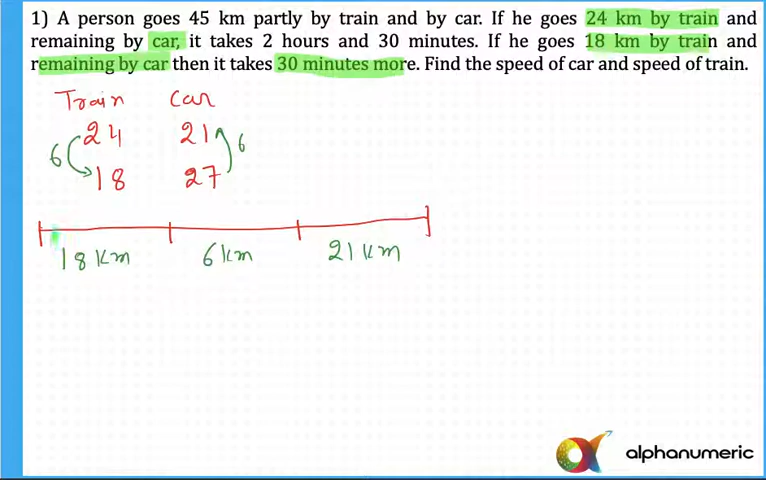 1) A person goes 45 km partly by train and by car. If he goes 24 km by train and
remaining by car, it takes 2 hours and 30 minutes. If he goes 18 km by train and
remaining by car then it takes 30 minutes more. Find the speed of car and speed of train.
Train Car
24 21
6 6
18 27
18 Km 6 Km 21 Km
alphanumeric